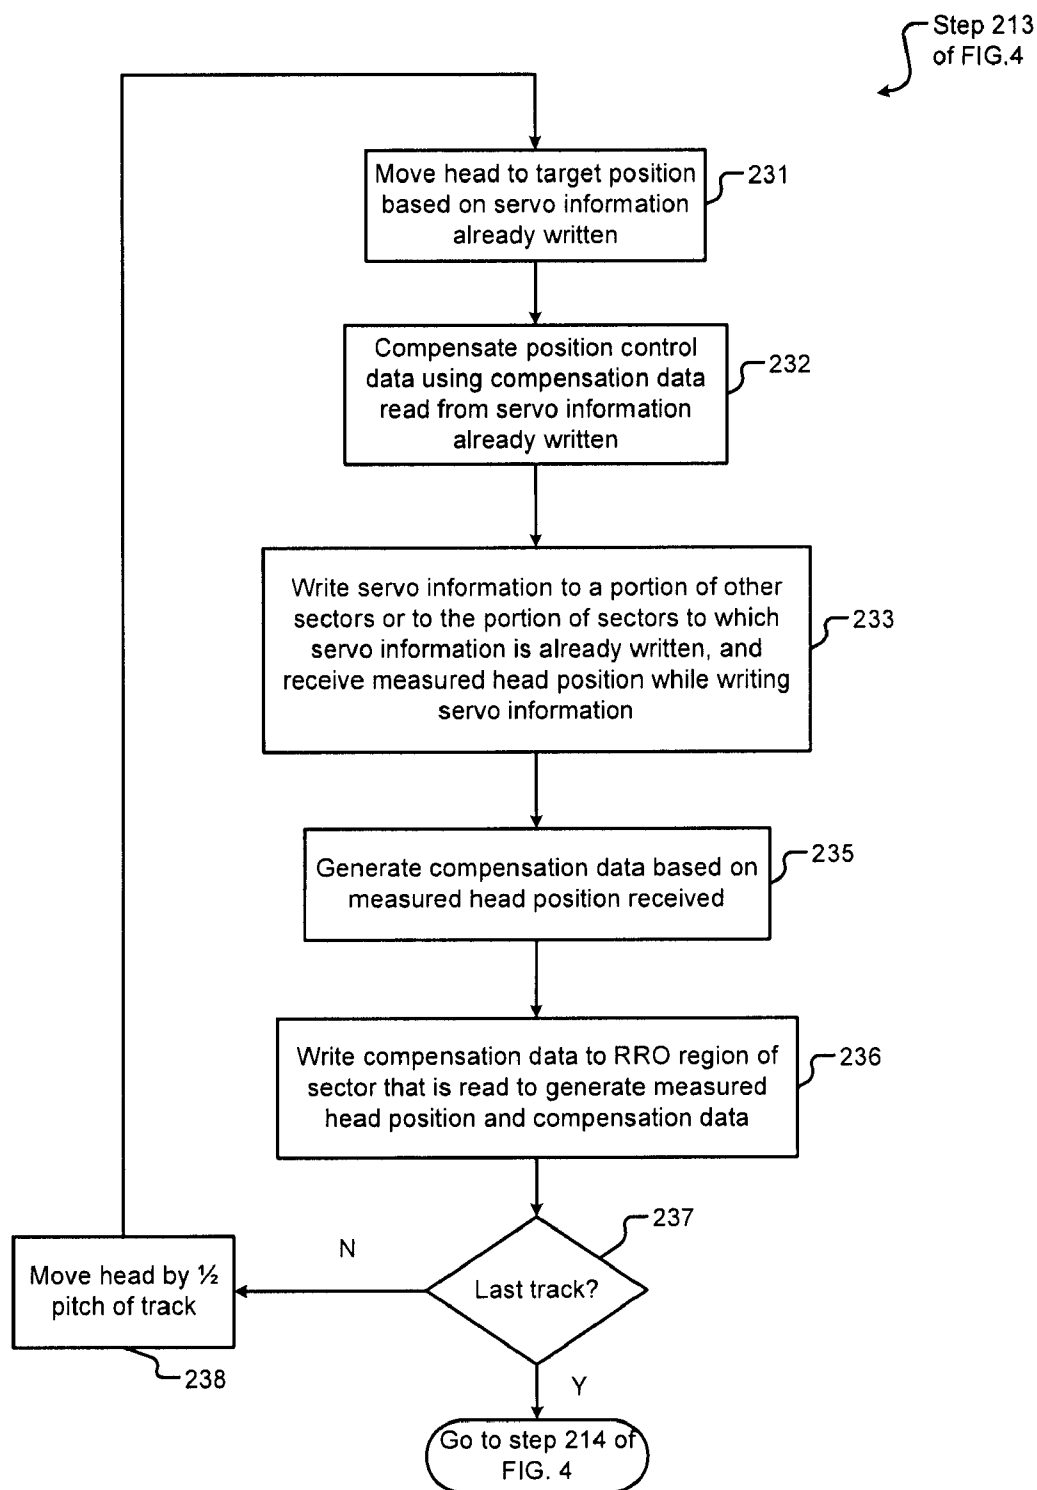 Step 213
of FIG.4
Move head to target position
based on servo information
already written
231
Compensate position control
data using compensation data
read from servo information
already written
232
Write servo information to a portion of other
sectors or to the portion of sectors to which
servo information is already written, and
receive measured head position while writing
servo information
233
Generate compensation data based on
measured head position received
235
Write compensation data to RRO region of
sector that is read to generate measured
head position and compensation data
236
237
Last track?
N
Move head by ½
pitch of track
238
Y
Go to step 214 of
FIG. 4